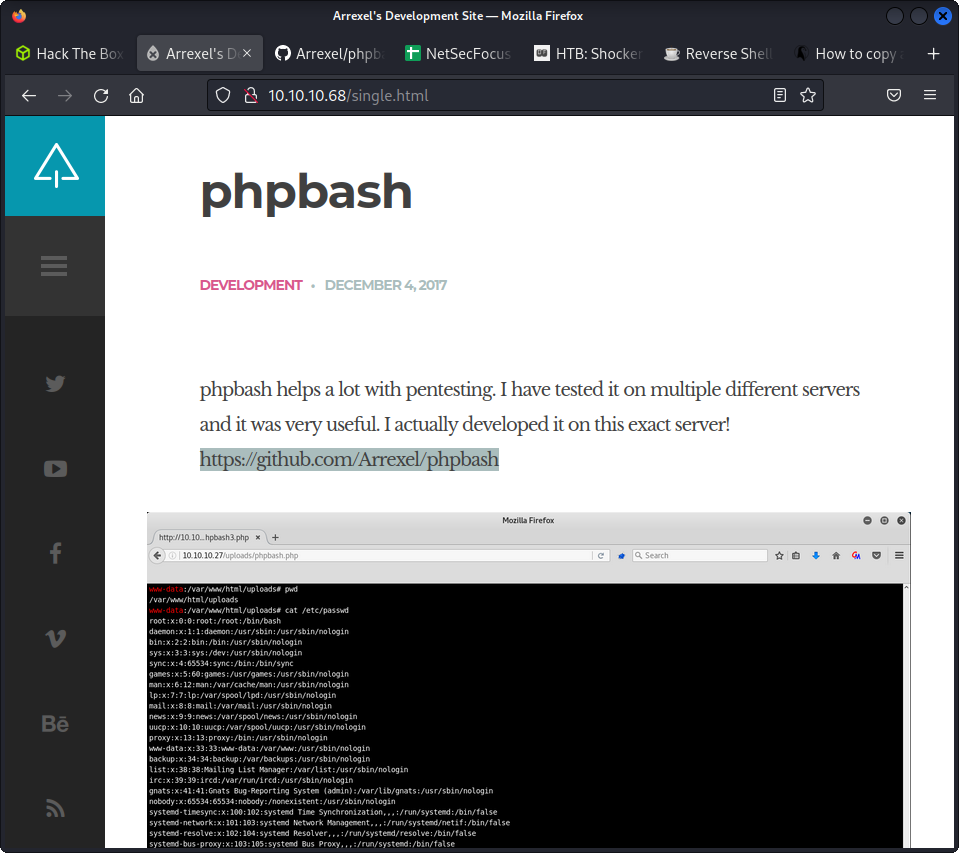 Arrexel's Development Site — Mozilla Firefox
Hack The Box
Arrexel's D
Arrexel/phpba
NetSecFocus
HTB: Shocker
Reverse Shell
How to copy
10.10.10.68/single.html
phpbash
DEVELOPMENT • DECEMBER 4, 2017
phpbash helps a lot with pentesting. I have tested it on multiple different servers
and it was very useful. I actually developed it on this exact server!
https://github.com/Arrexel/phpbash
Mozilla Firefox
http://10.10...hpbash3.php
10.10.10.27/uploads/phpbash.php
Search
www-data:/var/www/html/uploads# pwd
/var/www/html/uploads
www-data:/var/www/html/uploads# cat /etc/passwd
root:x:0:0:root:/root:/bin/bash
daemon:x:1:1:daemon:/usr/sbin:/usr/sbin/nologin
bin:x:2:2:bin:/bin:/usr/sbin/nologin
sys:x:3:3:sys:/dev:/usr/sbin/nologin
sync:x:4:65534:sync:/bin:/bin/sync
games:x:5:60:games:/usr/games:/usr/sbin/nologin
man:x:6:12:man:/var/cache/man:/usr/sbin/nologin
lp:x:7:7:lp:/var/spool/lpd:/usr/sbin/nologin
mail:x:8:8:mail:/var/mail:/usr/sbin/nologin
news:x:9:9:news:/var/spool/news:/usr/sbin/nologin
uucp:x:10:10:uucp:/var/spool/uucp:/usr/sbin/nologin
proxy:x:13:13:proxy:/bin:/usr/sbin/nologin
www-data:x:33:33:www-data:/var/www:/usr/sbin/nologin
backup:x:34:34:backup:/var/backups:/usr/sbin/nologin
list:x:38:38:Mailing List Manager:/var/list:/usr/sbin/nologin
irc:x:39:39:ircd:/var/run/ircd:/usr/sbin/nologin
gnats:x:41:41:Gnats Bug-Reporting System (admin):/var/lib/gnats:/usr/sbin/nologin
nobody:x:65534:65534:nobody:/nonexistent:/usr/sbin/nologin
systemd-timesync:x:100:102:systemd Time Synchronization,,,:/run/systemd:/bin/false
systemd-network:x:101:103:systemd Network Management,,,:/run/systemd/netif:/bin/false
systemd-resolve:x:102:104:systemd Resolver,,,:/run/systemd/resolve:/bin/false
systemd-bus-proxy:x:103:105:systemd Bus Proxy,,,:/run/systemd:/bin/false
Bē